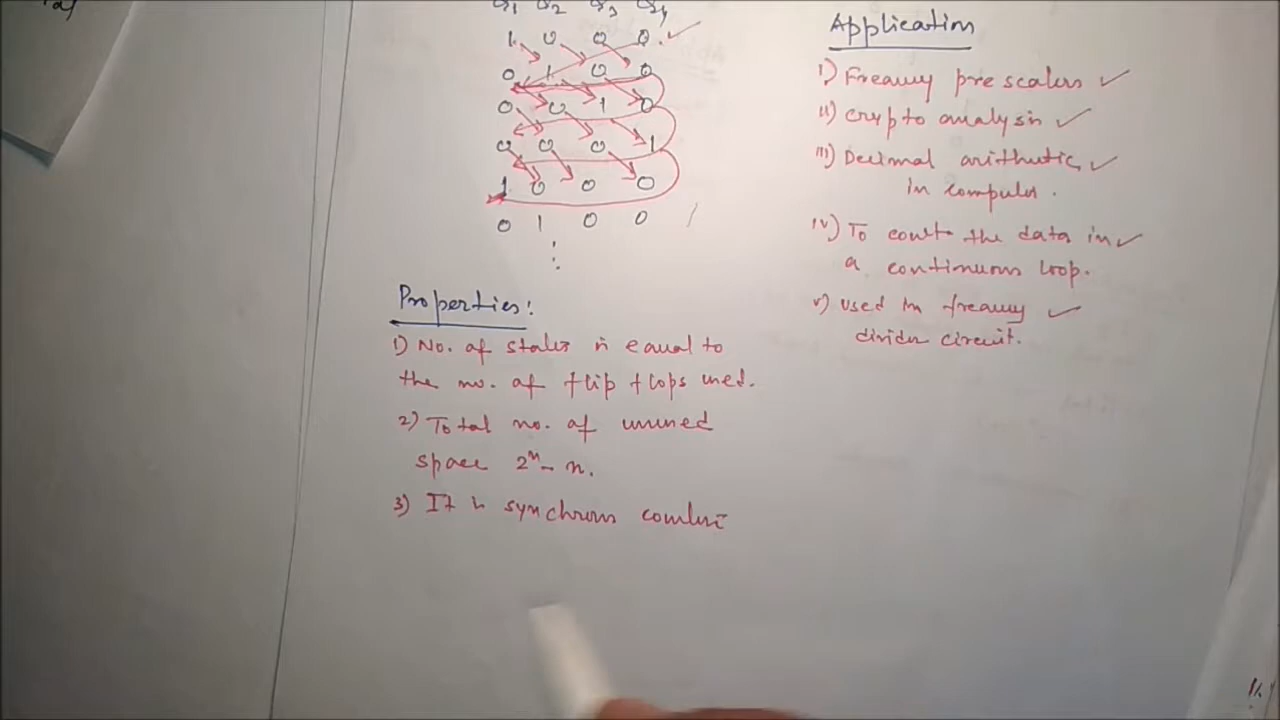 Q1 Q2 Q3 Q4
1 0 0 0
0 1 0 0
0 0 1 0
0 0 0 1
1 0 0 0
0 1 0 0
Properties:
1) No. of states is equal to
the no. of flip flops used.
2) Total no. of unused
space 2ⁿ - n.
3) It is synchronous
Application
i) Frequency prescalers
ii) crypto analysis
iii) Decimal arithmetic
in computer.
iv) To count the data in
a continuous loop.
v) used in frequency
divider circuit.